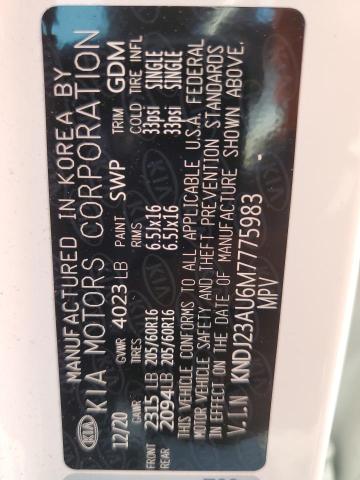 MANUFACTURED IN KOREA BY
KIA KIA MOTORS CORPORATION
12/20 GVWR 4023 LB PAINT SWP TRIM GDM
GAWR TIRES COLD TIRE INFL
FRONT 2315 LB 205/60R16 6.5Jx16 33psi SINGLE
REAR 2094 LB 205/60R16 6.5Jx16 33psi SINGLE
THIS VEHICLE CONFORMS TO ALL APPLICABLE U.S.A. FEDERAL
MOTOR VEHICLE SAFETY AND THEFT PREVENTION STANDARDS
IN EFFECT ON THE DATE OF MANUFACTURE SHOWN ABOVE.
V.I.N KNDJ23AU6M7775983
MPV